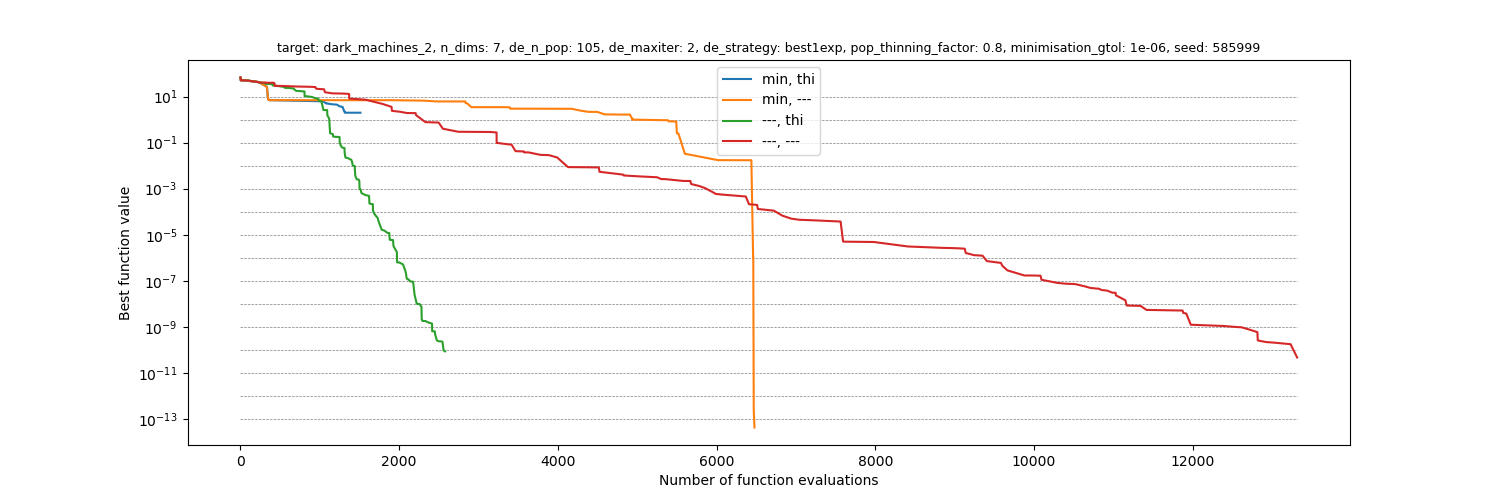 target: dark_machines_2, n_dims: 7, de_n_pop: 105, de_maxiter: 2, de_strategy: best1exp, pop_thinning_factor: 0.8, minimisation_gtol: 1e-06, seed: 585999
min, thi
min, ---
---, thi
---, ---
10^1
10^-1
10^-3
10^-5
10^-7
10^-9
10^-11
10^-13
Best function value
0 2000 4000 6000 8000 10000 12000
Number of function evaluations